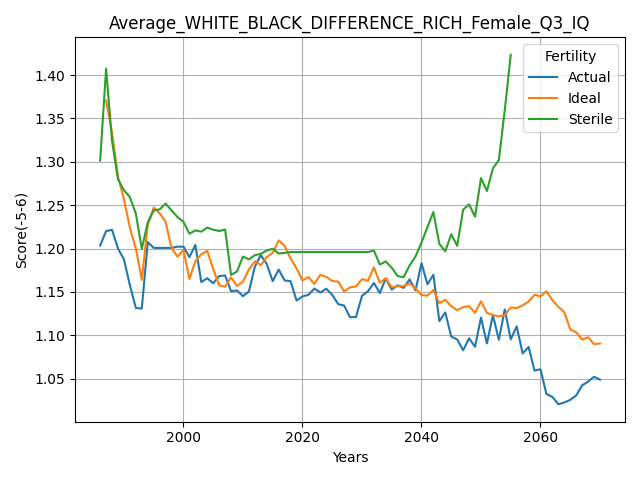 Average_WHITE_BLACK_DIFFERENCE_RICH_Female_Q3_IQ
Fertility
Actual
Ideal
Sterile
Score(-5-6)
1.40
1.35
1.30
1.25
1.20
1.15
1.10
1.05
2000
2020
2040
2060
Years